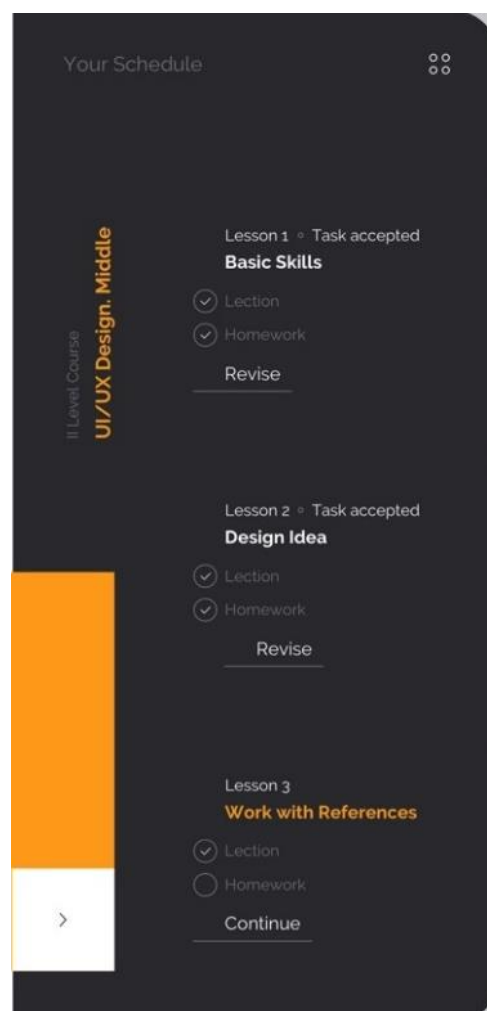 Your Schedule
II Level Course
UI/UX Design. Middle
Lesson 1 ◦ Task accepted
Basic Skills
Lection
Homework
Revise
Lesson 2 ◦ Task accepted
Design Idea
Lection
Homework
Revise
Lesson 3
Work with References
Lection
Homework
Continue